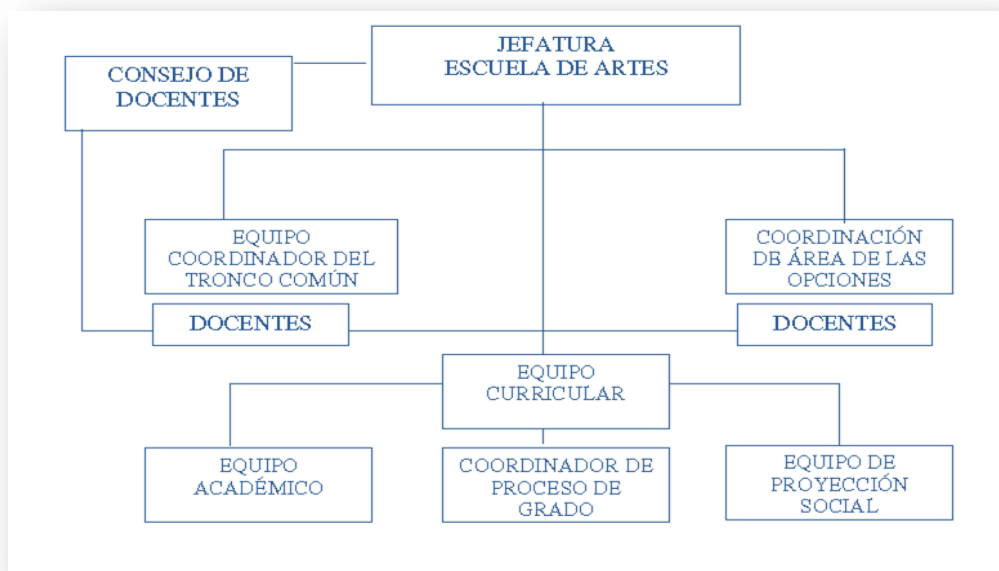 JEFATURA
ESCUELA DE ARTES
CONSEJO DE
DOCENTES
EQUIPO
COORDINADOR DEL
TRONCO COMÚN
COORDINACIÓN
DE ÁREA DE LAS
OPCIONES
DOCENTES
DOCENTES
EQUIPO
CURRICULAR
EQUIPO
ACADÉMICO
COORDINADOR DE
PROCESO DE
GRADO
EQUIPO DE
PROYECCIÓN
SOCIAL